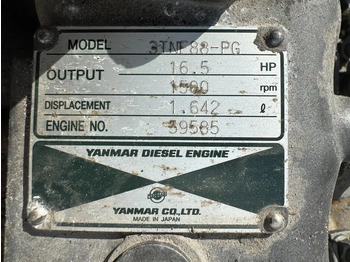 MODEL 3TNE88-PG
OUTPUT 16.5 HP
1500 rpm
DISPLACEMENT 1.642 ℓ
ENGINE NO. 39585
YANMAR DIESEL ENGINE
YANMAR CO.,LTD.
MADE IN JAPAN